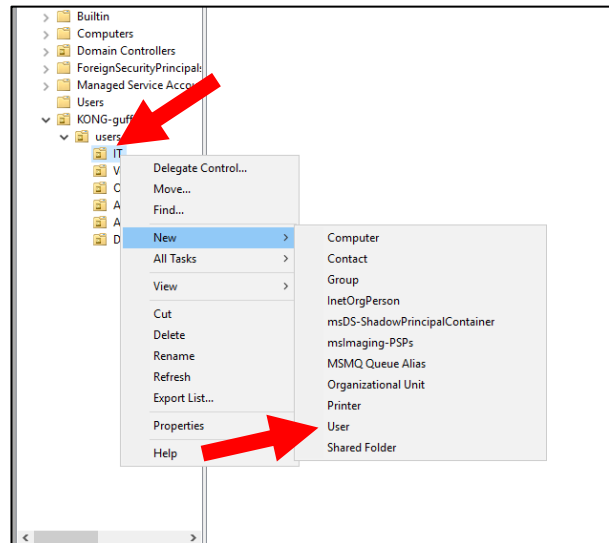 Builtin
Computers
Domain Controllers
ForeignSecurityPrincipals
Managed Service Accou
Users
KONG-guff
users
IT
V
O
A
A
D
Delegate Control...
Move...
Find...
New
All Tasks
View
Cut
Delete
Rename
Refresh
Export List...
Properties
Help
Computer
Contact
Group
InetOrgPerson
msDS-ShadowPrincipalContainer
msImaging-PSPs
MSMQ Queue Alias
Organizational Unit
Printer
User
Shared Folder